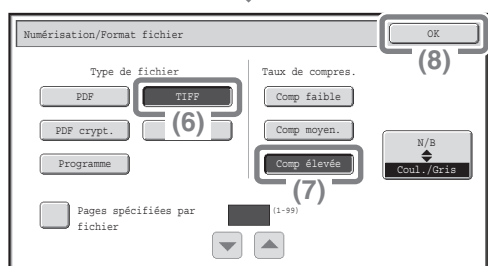 Numérisation/Format fichier
OK
(8)
Type de fichier
Taux de compres.
PDF
TIFF
Comp faible
(6)
PDF crypt.
Comp moyen.
N/B
Programme
Comp élevée
Coul./Gris
(7)
Pages spécifiées par
fichier
(1-99)